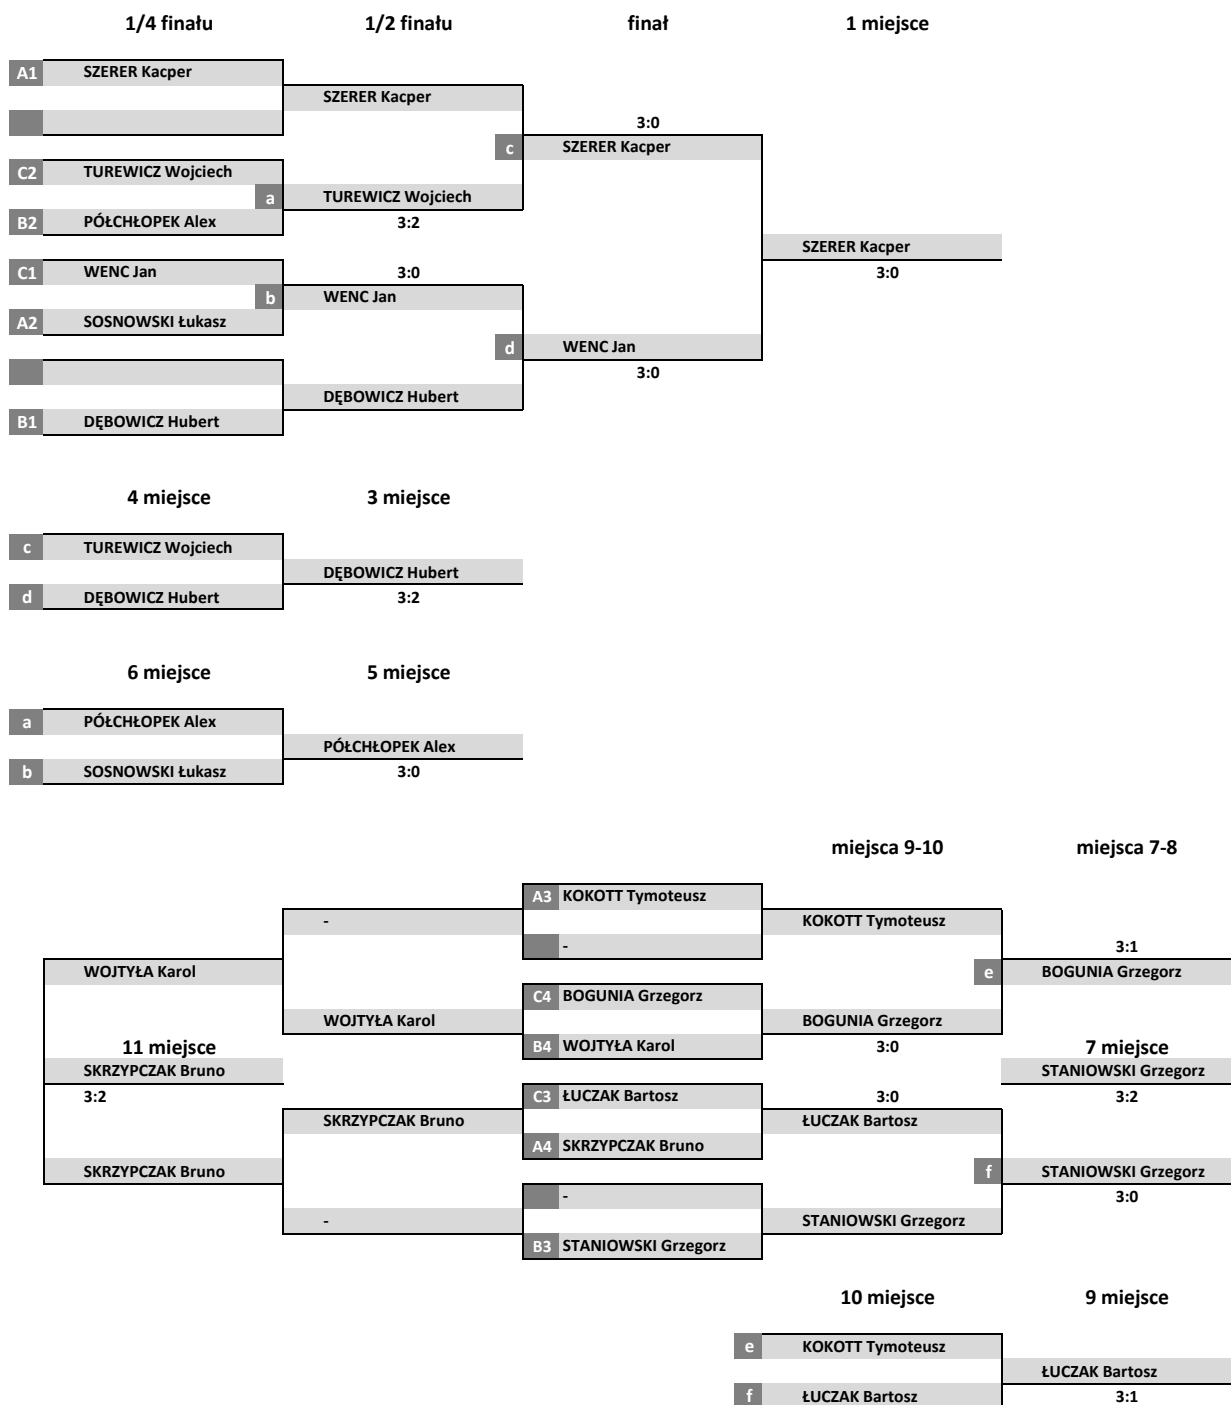 1/4 finału 1/2 finału finał 1 miejsce
A1 SZERER Kacper
SZERER Kacper
3:0
c SZERER Kacper
C2 TUREWICZ Wojciech
a TUREWICZ Wojciech
B2 PÓŁCHŁOPEK Alex 3:2
SZERER Kacper
C1 WENC Jan 3:0 3:0
b WENC Jan
A2 SOSNOWSKI Łukasz
d WENC Jan
3:0
DĘBOWICZ Hubert
B1 DĘBOWICZ Hubert
4 miejsce 3 miejsce
c TUREWICZ Wojciech
DĘBOWICZ Hubert
d DĘBOWICZ Hubert 3:2
6 miejsce 5 miejsce
a PÓŁCHŁOPEK Alex
PÓŁCHŁOPEK Alex
b SOSNOWSKI Łukasz 3:0
miejsca 9-10 miejsca 7-8
A3 KOKOTT Tymoteusz
- KOKOTT Tymoteusz
- 3:1
WOJTYŁA Karol e BOGUNIA Grzegorz
C4 BOGUNIA Grzegorz
WOJTYŁA Karol BOGUNIA Grzegorz
11 miejsce B4 WOJTYŁA Karol 3:0 7 miejsce
SKRZYPCZAK Bruno STANIOWSKI Grzegorz
3:2 C3 ŁUCZAK Bartosz 3:0 3:2
SKRZYPCZAK Bruno ŁUCZAK Bartosz
A4 SKRZYPCZAK Bruno
SKRZYPCZAK Bruno f STANIOWSKI Grzegorz
- 3:0
- STANIOWSKI Grzegorz
B3 STANIOWSKI Grzegorz
10 miejsce 9 miejsce
e KOKOTT Tymoteusz
ŁUCZAK Bartosz
f ŁUCZAK Bartosz 3:1